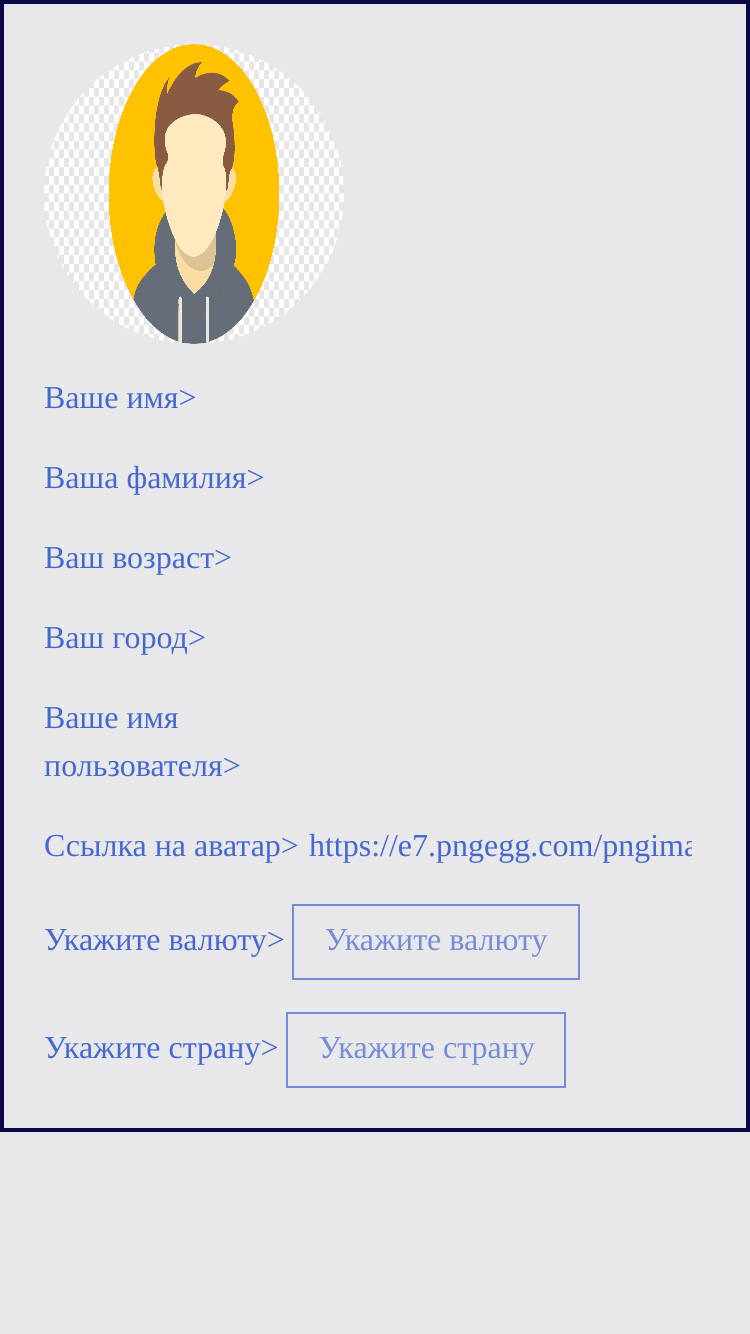 Ваше имя>
Ваша фамилия>
Ваш возраст>
Ваш город>
Ваше имя
пользователя>
Ссылка на аватар> https://e7.pngegg.com/pngima
Укажите валюту> Укажите валюту
Укажите страну> Укажите страну